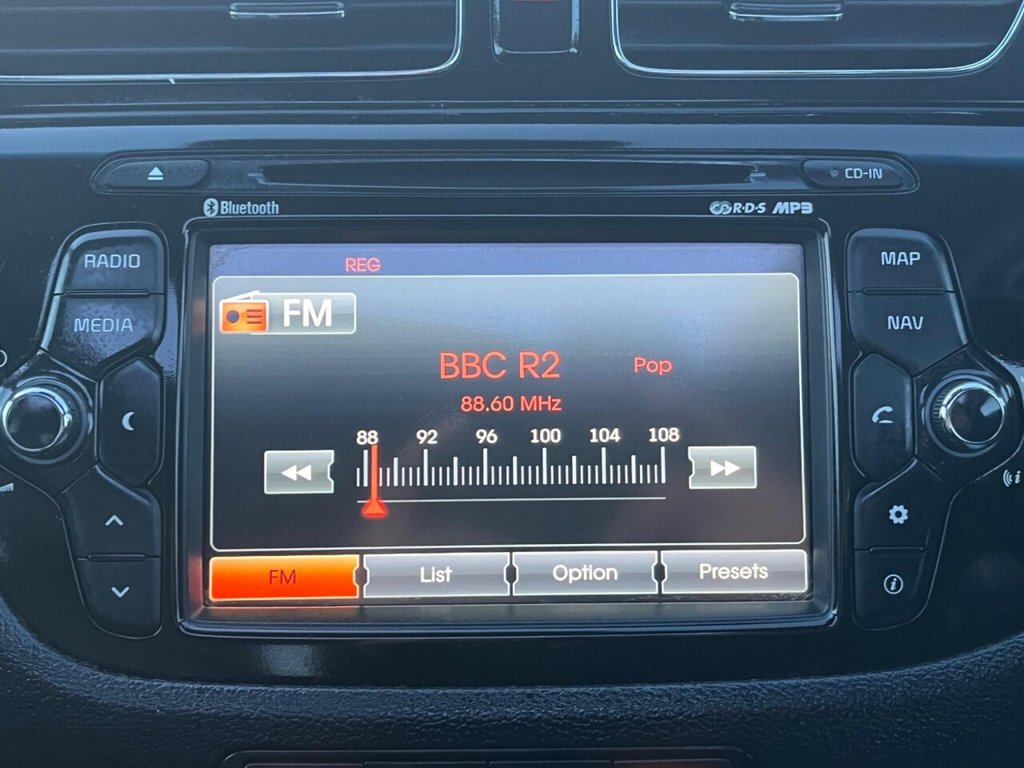 CD-IN
Bluetooth
R·D·S MP3
RADIO
MEDIA
MAP
NAV
REG
FM
BBC R2
Pop
88.60 MHz
88 92 96 100 104 108
FM
List
Option
Presets
i
i